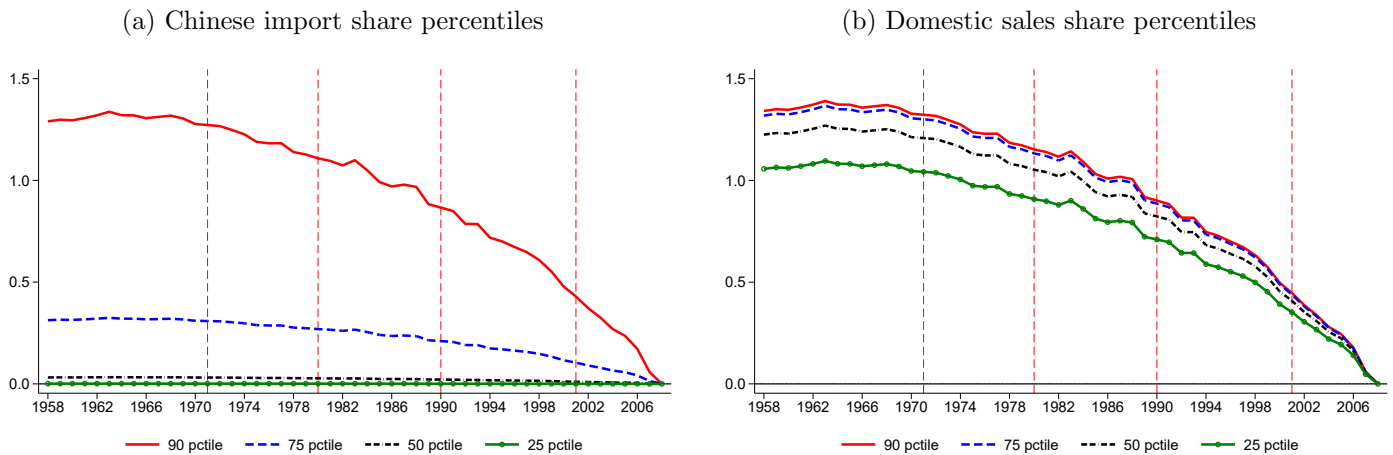 (a) Chinese import share percentiles
1.5
1.0
0.5
0.0
1958 1962 1966 1970 1974 1978 1982 1986 1990 1994 1998 2002 2006
90 pctile 75 pctile 50 pctile 25 pctile
(b) Domestic sales share percentiles
1.5
1.0
0.5
0.0
1958 1962 1966 1970 1974 1978 1982 1986 1990 1994 1998 2002 2006
90 pctile 75 pctile 50 pctile 25 pctile